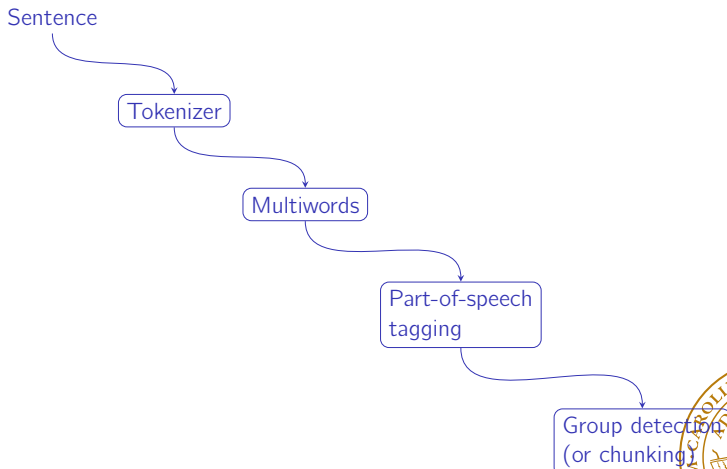 Sentence
Tokenizer
Multiwords
Part-of-speech
tagging
Group detection
(or chunking)